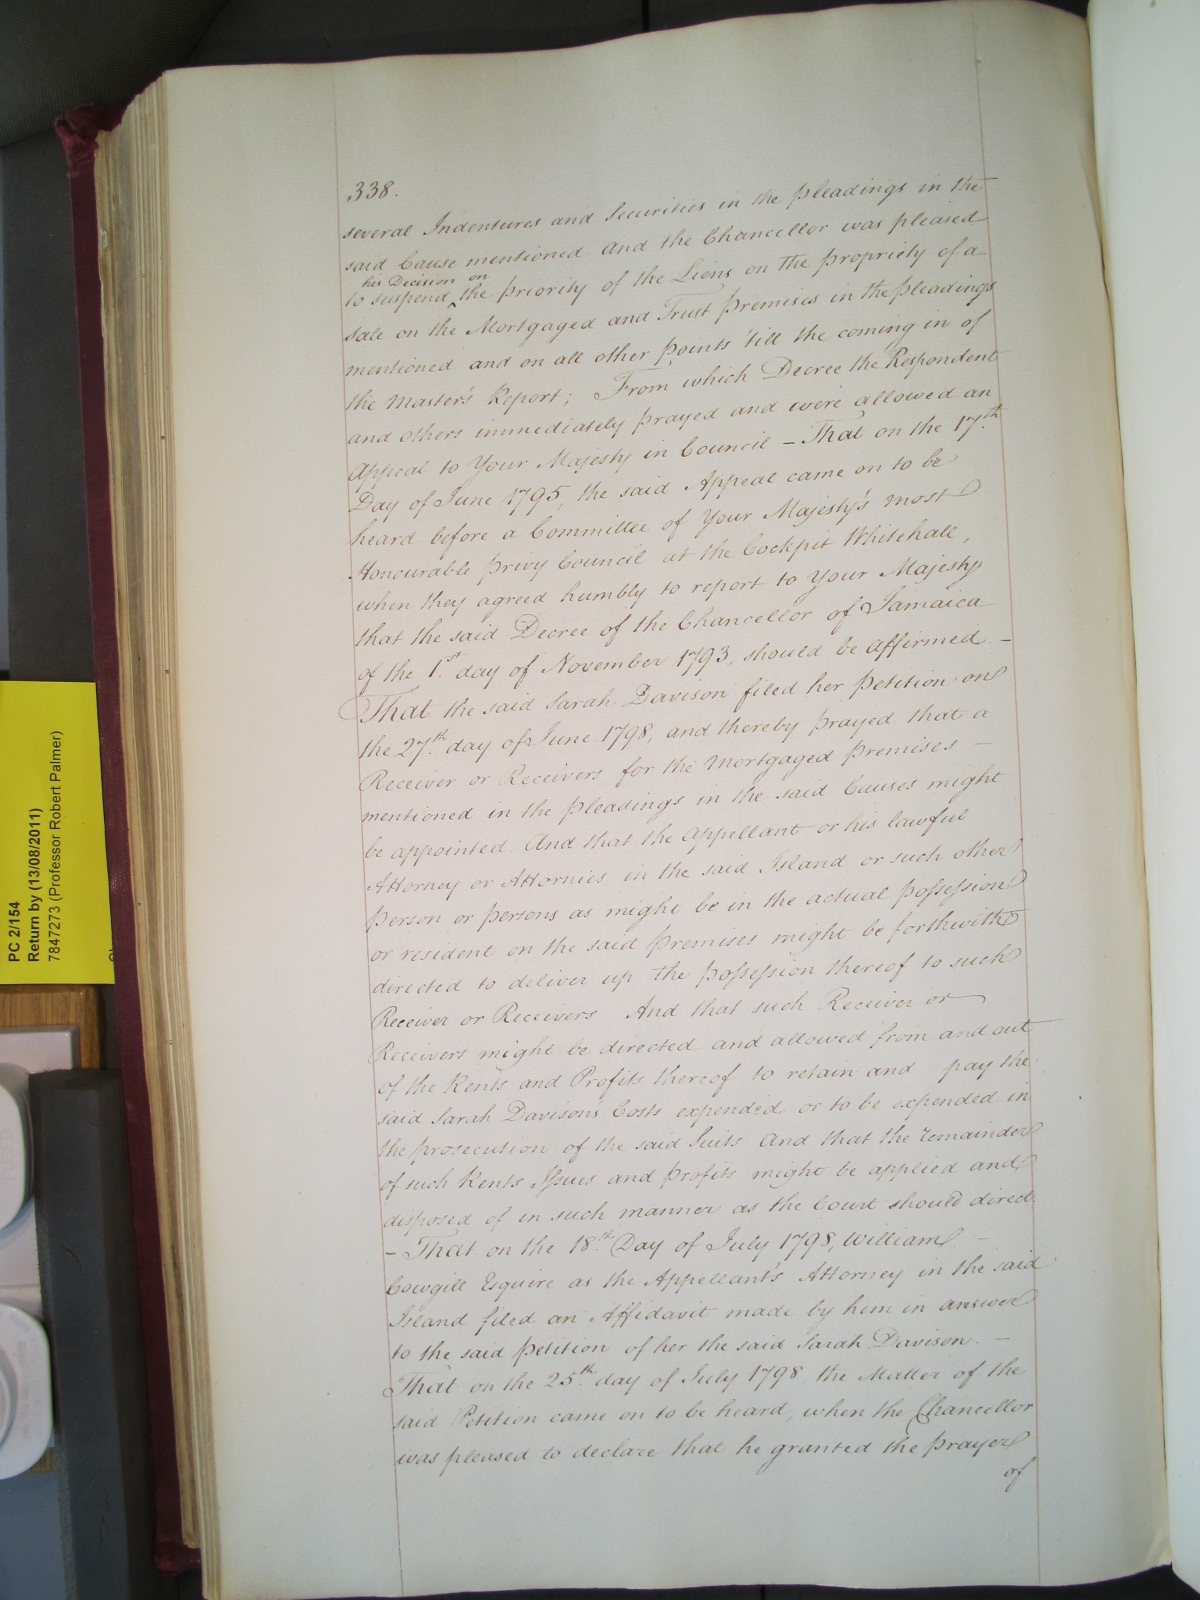 338.
several Indentures and Securities in the pleadings in the
said Cause mentioned and the Chancellor was pleased
his Decision on
to suspend ^ the priority of the Liens on the propriety of a
Sale on the Mortgaged and Trust premises in the pleadings
mentioned and on all other points 'till the coming in of
the Master's Report; From which Decree the Respondent
and others immediately prayed and were allowed an
Appeal to Your Majesty in Council – That on the 17th.
Day of June 1795, the said Appeal came on to be
heard before a Committee of Your Majesty's most
Honourable privy Council at the Cockpit Whitehall,
when they agreed humbly to report to Your Majesty
that the said Decree of the Chancellor of Jamaica
of the 1st. day of November 1793, should be affirmed –
That the said Sarah Davison filed her petition on
the 27th. day of June 1798, and thereby prayed that a
Receiver or Receivers for the Mortgaged premises –
mentioned in the pleadings in the said Causes might
be appointed. And that the appellant or his lawful
Attorney or Attornies in the said Island or such other
person or persons as might be in the actual possession
or resident on the said premises might be forthwith
directed to deliver up the possession thereof to such
Receiver or Receivers And that such Receiver or
Receivers might be directed and allowed from and out
of the Rents and Profits thereof to retain and pay the
said Sarah Davison's Costs expended or to be expended in
the prosecution of the said Suits And that the remainder
of such Rents Issues and profits might be applied and
disposed of in such manner as the Court should direct
– That on the 18th. Day of July 1798, William –
Cowgill Esquire as the Appellant's Attorney in the said
Island filed an Affidavit made by him in answer
to the said petition of her the said Sarah Davison. –
That on the 25th. day of July 1798 the Matter of the
said Petition came on to be heard, when the Chancellor
was pleased to declare that he granted the prayer
of
PC 2/154
Return by (13/08/2011)
7847273 (Professor Robert Palmer)